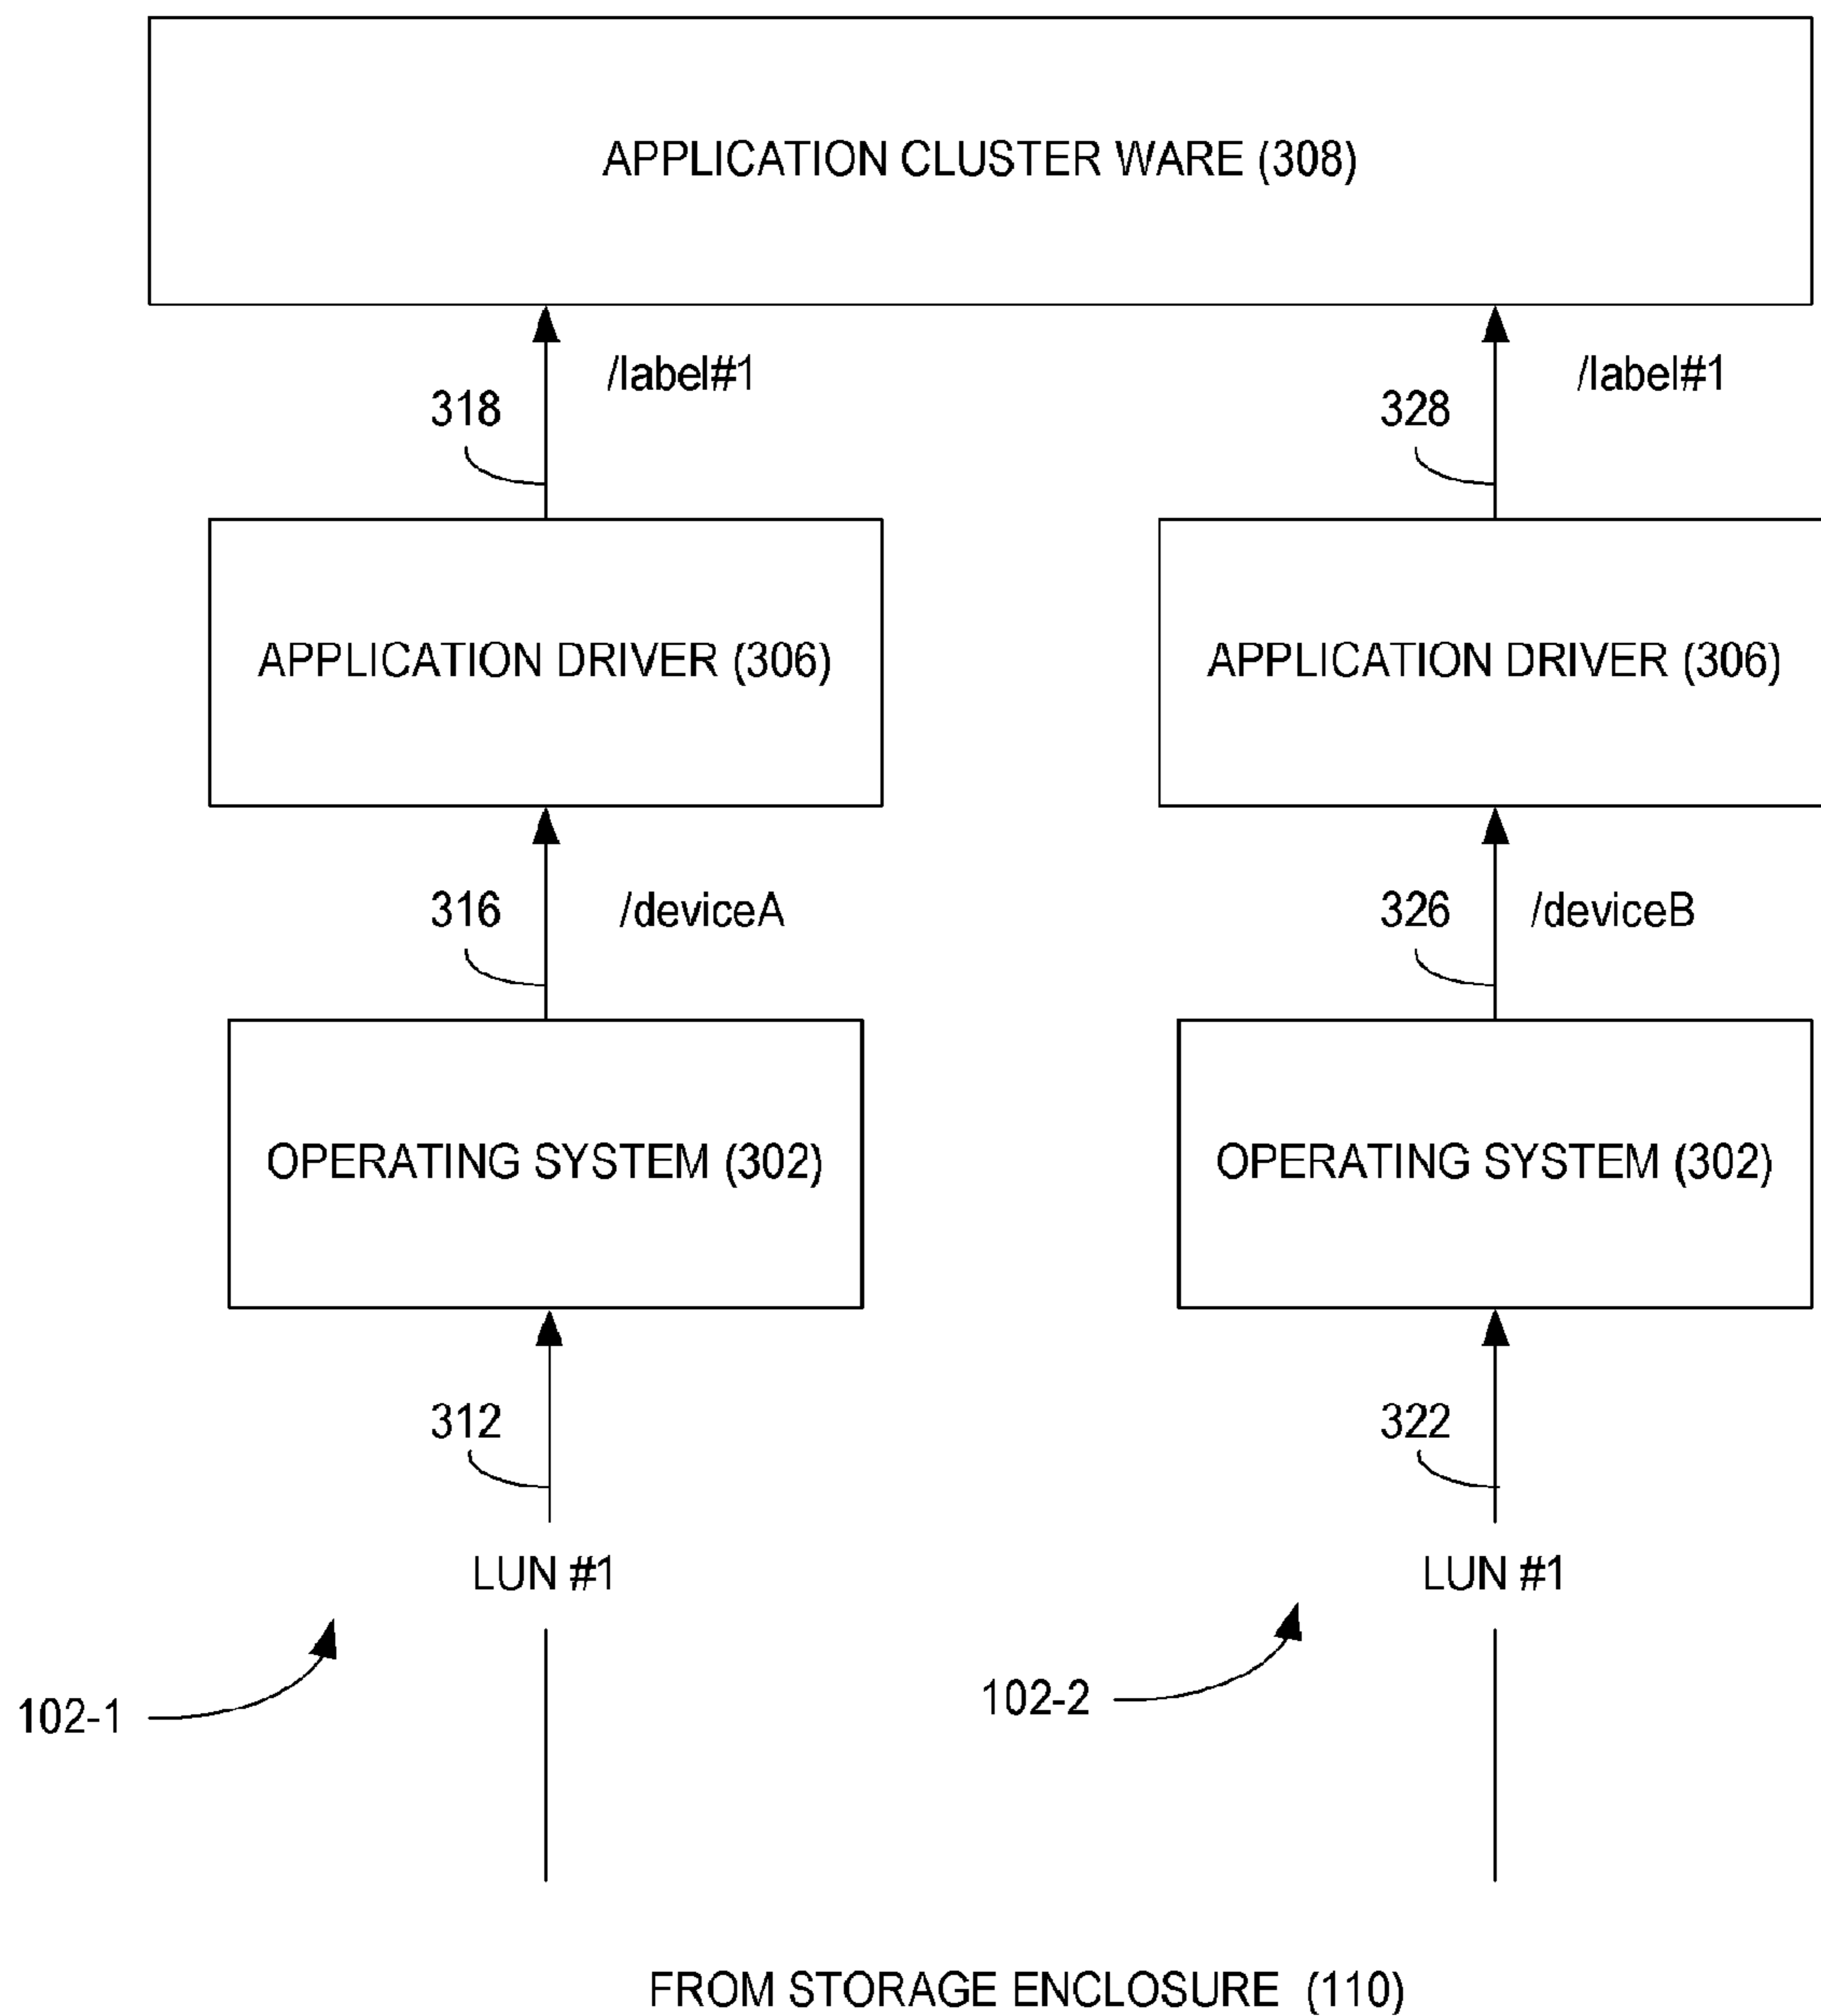 APPLICATION CLUSTER WARE (308)
/label#1
/label#1
318
328
APPLICATION DRIVER (306)
APPLICATION DRIVER (306)
316
/deviceA
326
/deviceB
OPERATING SYSTEM (302)
OPERATING SYSTEM (302)
312
322
LUN #1
LUN #1
102-1
102-2
FROM STORAGE ENCLOSURE (110)